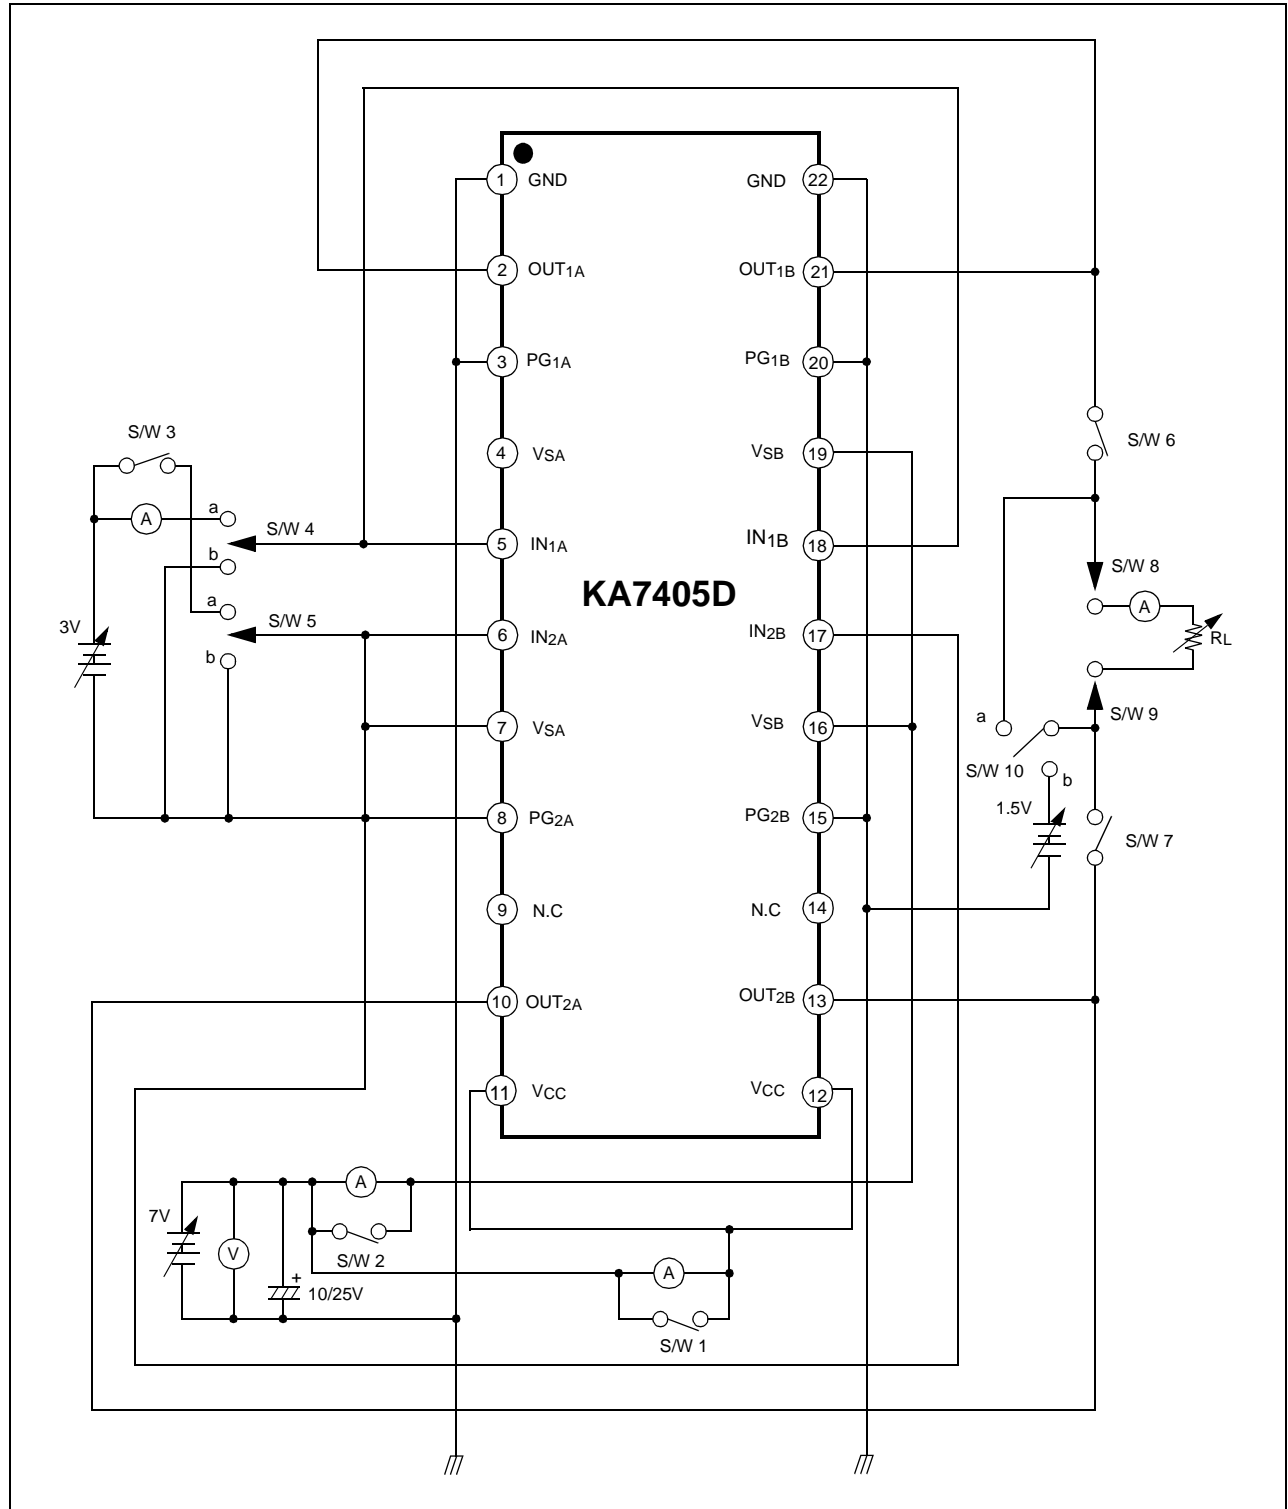 1 GND
GND 22
2 OUT1A
OUT1B 21
3 PG1A
PG1B 20
S/W 3
S/W 6
4 VSA
VSB 19
A
a
S/W 4
5 IN1A
IN1B 18
b
S/W 8
KA7405D
a
A
3V
S/W 5
6 IN2A
IN2B 17
RL
b
S/W 9
7 VSA
VSB 16
a
S/W 10
b
1.5V
8 PG2A
PG2B 15
S/W 7
9 N.C
N.C 14
10 OUT2A
OUT2B 13
11 VCC
VCC 12
A
7V
V
S/W 2
A
+
10/25V
S/W 1